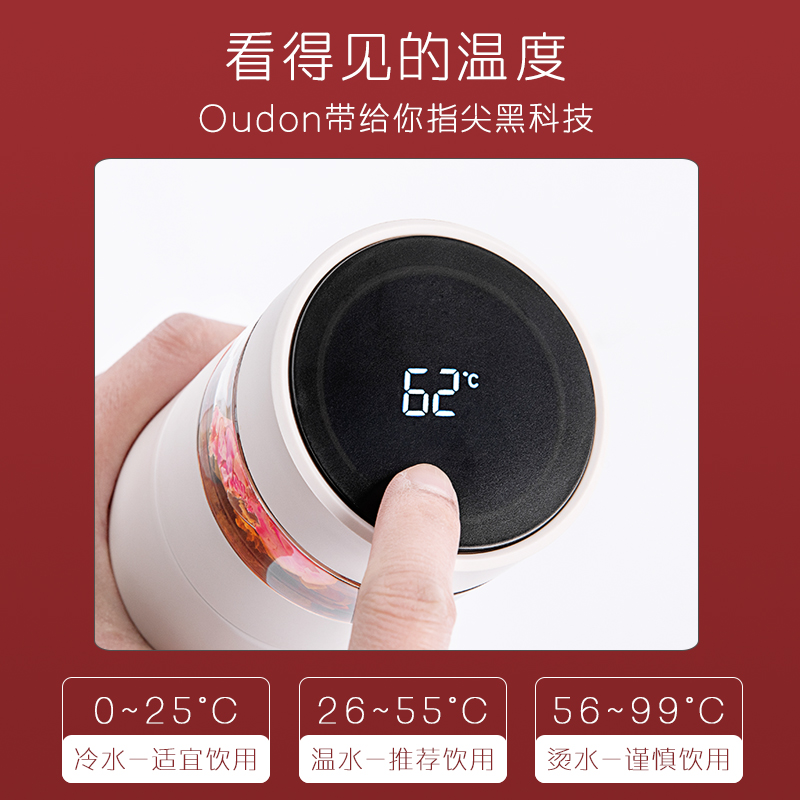 看得见的温度
Oudon带给你指尖黑科技
62℃
0~25℃
冷水—适宜饮用
26~55℃
温水—推荐饮用
56~99℃
烫水—谨慎饮用